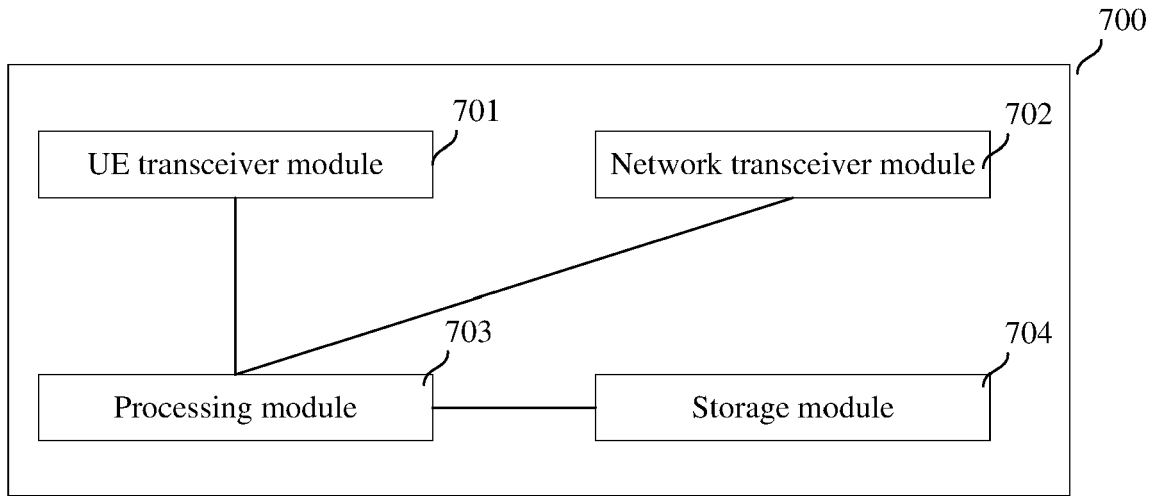 700
701
702
UE transceiver module
Network transceiver module
703
704
Processing module
Storage module